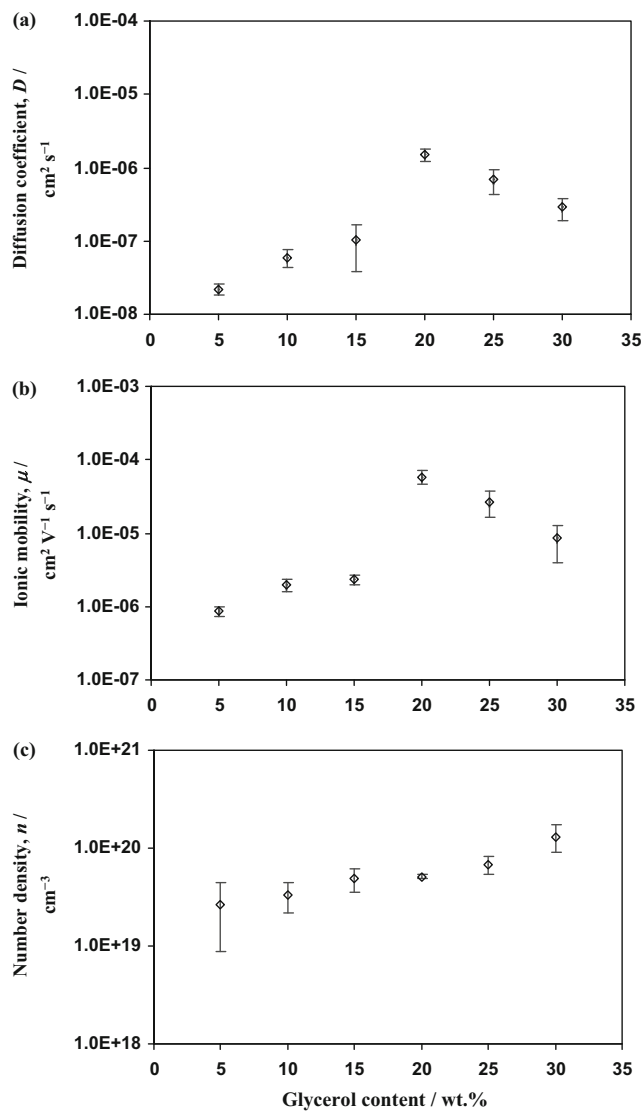 (a)
1.0E-04
1.0E-05
1.0E-06
1.0E-07
1.0E-08
Diffusion coefficient, D /
cm² s⁻¹
0 5 10 15 20 25 30 35
(b)
1.0E-03
1.0E-04
1.0E-05
1.0E-06
1.0E-07
Ionic mobility, μ /
cm² V⁻¹ s⁻¹
0 5 10 15 20 25 30 35
(c)
1.0E+21
1.0E+20
1.0E+19
1.0E+18
Number density, n /
cm⁻³
0 5 10 15 20 25 30 35
Glycerol content / wt.%